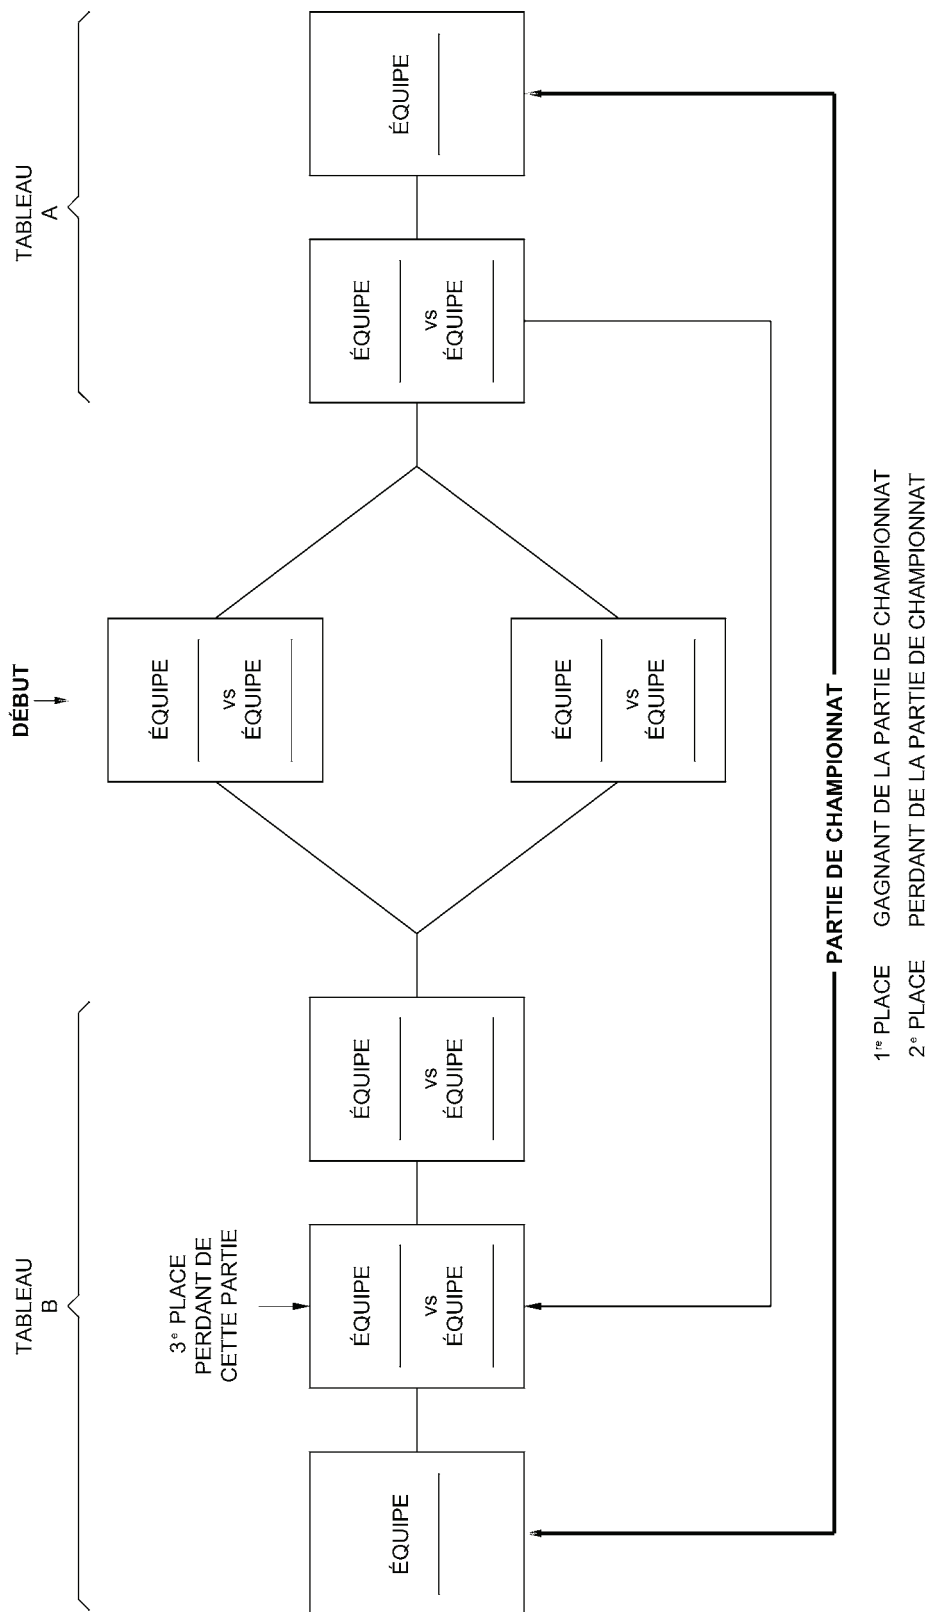 TABLEAU
B
DÉBUT
TABLEAU
A
3e PLACE
PERDANT DE
CETTE PARTIE
ÉQUIPE
vs
ÉQUIPE
ÉQUIPE
ÉQUIPE
vs
ÉQUIPE
ÉQUIPE
vs
ÉQUIPE
ÉQUIPE
vs
ÉQUIPE
ÉQUIPE
ÉQUIPE
vs
ÉQUIPE
PARTIE DE CHAMPIONNAT
1re PLACE GAGNANT DE LA PARTIE DE CHAMPIONNAT
2e PLACE PERDANT DE LA PARTIE DE CHAMPIONNAT